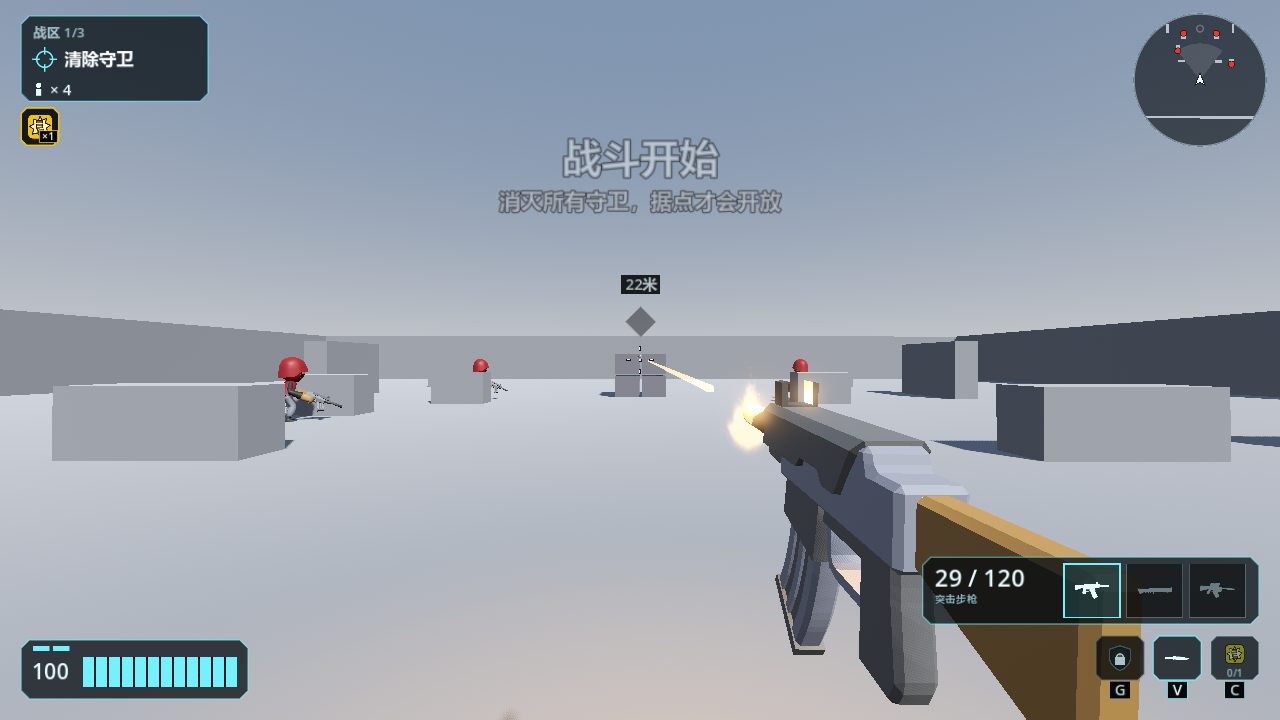 战区 1/3
清除守卫
× 4
×1
战斗开始
消灭所有守卫，据点才会开放
22米
29 / 120
突击步枪
100
0/1
G
V
C